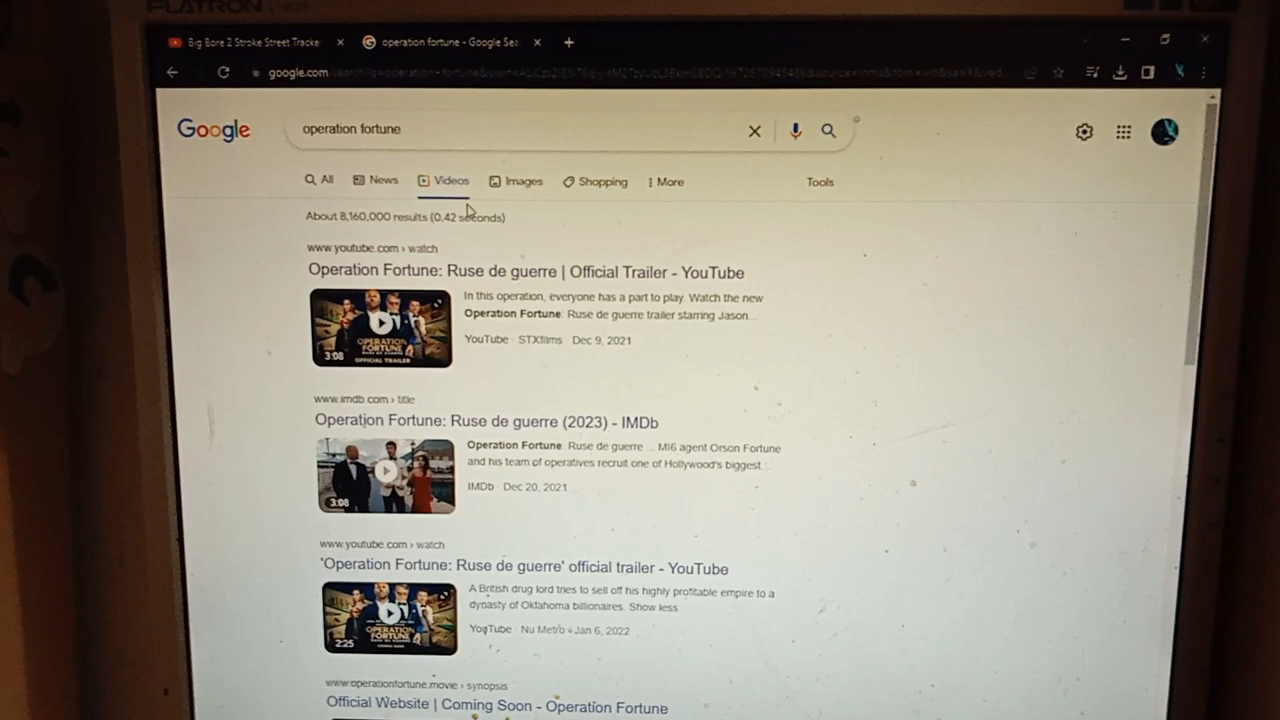 FLATRON
Big Bore 2 Stroke Street Tracke
operation fortune - Google Sea
google.com
Google
operation fortune
All
News
Videos
Images
Shopping
More
Tools
About 8,160,000 results (0.42 seconds)
www.youtube.com › watch
Operation Fortune: Ruse de guerre | Official Trailer - YouTube
In this operation, everyone has a part to play. Watch the new
Operation Fortune: Ruse de guerre trailer starring Jason...
YouTube · STXfilms · Dec 9, 2021
OPERATION
FORTUNE
OFFICIAL TRAILER
3:08
www.imdb.com › title
Operation Fortune: Ruse de guerre (2023) - IMDb
Operation Fortune: Ruse de guerre ... MI6 agent Orson Fortune
and his team of operatives recruit one of Hollywood's biggest...
IMDb · Dec 20, 2021
3:08
www.youtube.com › watch
'Operation Fortune: Ruse de guerre' official trailer - YouTube
A British drug lord tries to sell off his highly profitable empire to a
dynasty of Oklahoma billionaires. Show less.
YouTube · Nu Metro · Jan 6, 2022
OPERATION
FORTUNE
2:25
www.operationfortune.movie › synopsis
Official Website | Coming Soon - Operation Fortune